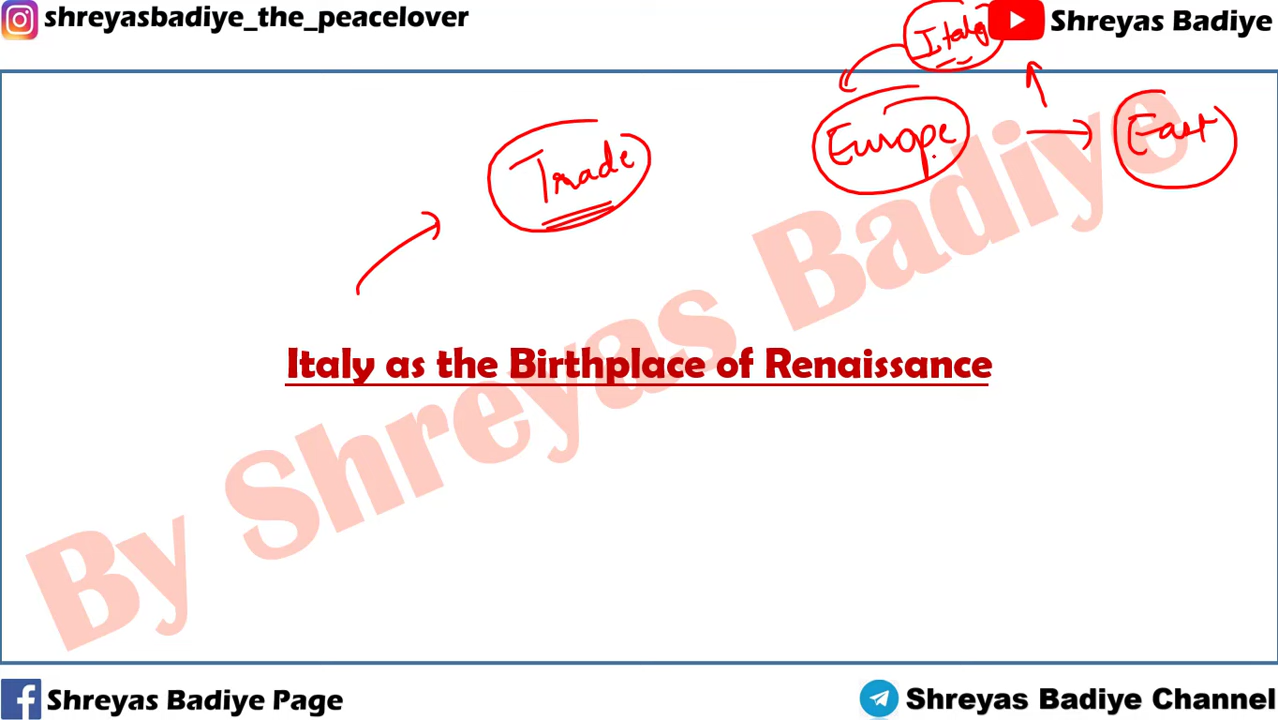 shreyasbadiye_the_peacelover
Italy
Shreyas Badiye
Trade
Europe
East
Italy as the Birthplace of Renaissance
By Shreyas Badiye
Shreyas Badiye Page
Shreyas Badiye Channel